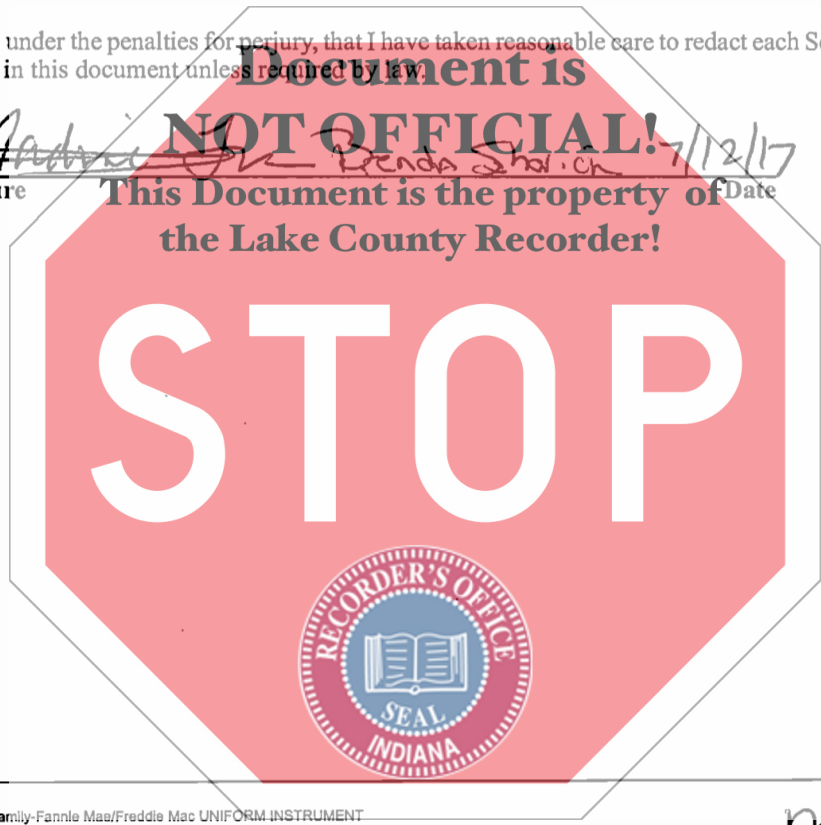 under the penalties for perjury, that I have taken reasonable care to redact each S
in this document unless required by law.
Document is
NOT OFFICIAL!
Brenda 7/12/17
This Document is the property of Date
the Lake County Recorder!
STOP
RECORDER'S OFFICE
SEAL
INDIANA
amily-Fannie Mae/Freddie Mac UNIFORM INSTRUMENT